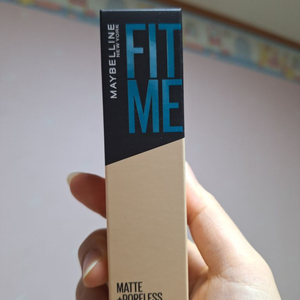 MAYBELLINE
NEW YORK
FIT
ME
MATTE
+PORELESS